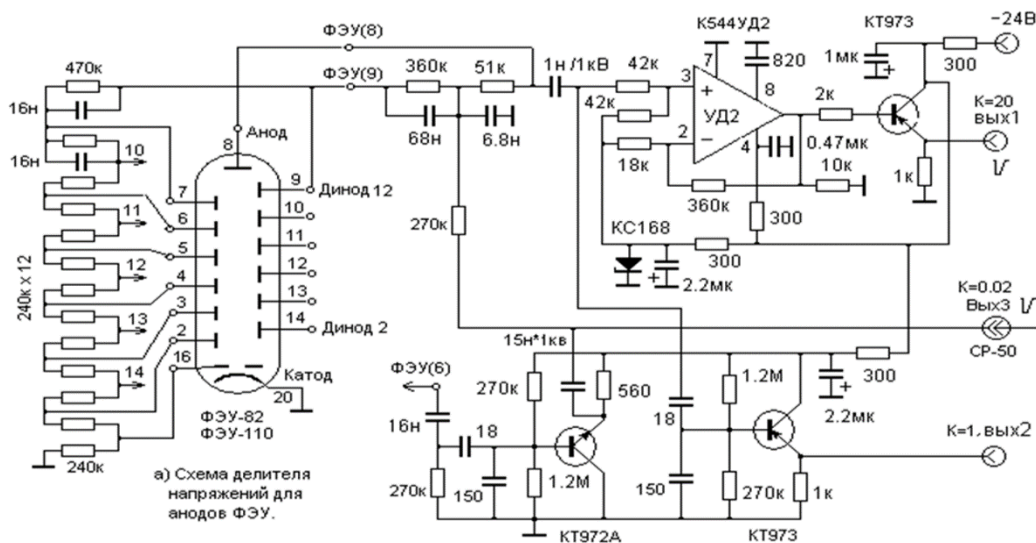 ФЭУ(8)
К544УД2
КТ973
−24В
470к
ФЭУ(9)
360к
51к
1н /1кВ
42к
7
820
1мк
300
16н
3
8
2к
К=20
вых1
42к
УД2
68н
6.8н
2
4
0.47мк
16н
10
Анод
8
18к
10к
1к
9
Динод 12
360к
7
10
11
6
270к
КС168
300
11
5
300
12
4
12
2.2мк
240к x 12
13
3
13
К=0.02
Вых3
2
14
Динод 2
15н*1кв
СР-50
14
16
Катод
ФЭУ(6)
270к
560
1.2М
300
20
ФЭУ-82
ФЭУ-110
2.2мк
16н
18
18
К=1, вых2
240к
а) Схема делителя
напряжений для
анодов ФЭУ.
270к
150
1.2М
150
270к
1к
КТ972А
КТ973